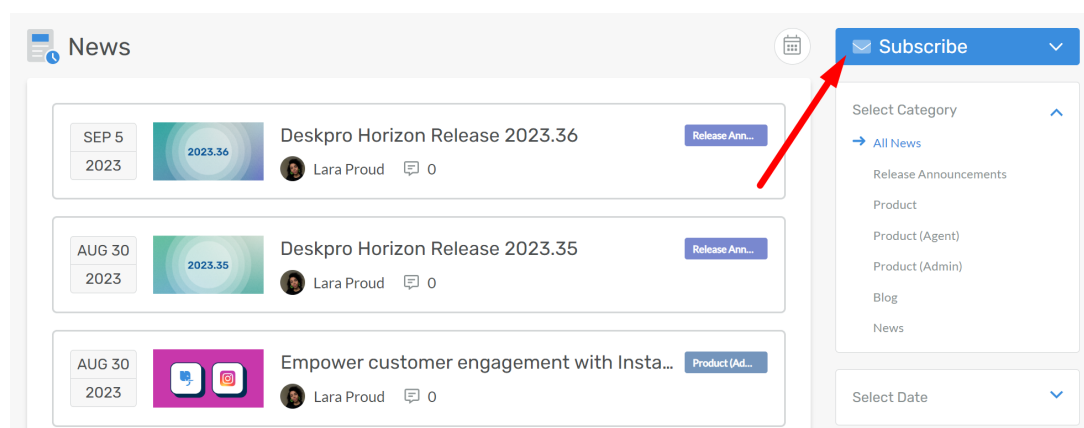 News
Subscribe
SEP 5
2023
2023.36
Deskpro Horizon Release 2023.36
Lara Proud
0
Release Ann...
AUG 30
2023
2023.35
Deskpro Horizon Release 2023.35
Lara Proud
0
Release Ann...
AUG 30
2023
Empower customer engagement with Insta...
Lara Proud
0
Product (Ad...
Select Category
All News
Release Announcements
Product
Product (Agent)
Product (Admin)
Blog
News
Select Date